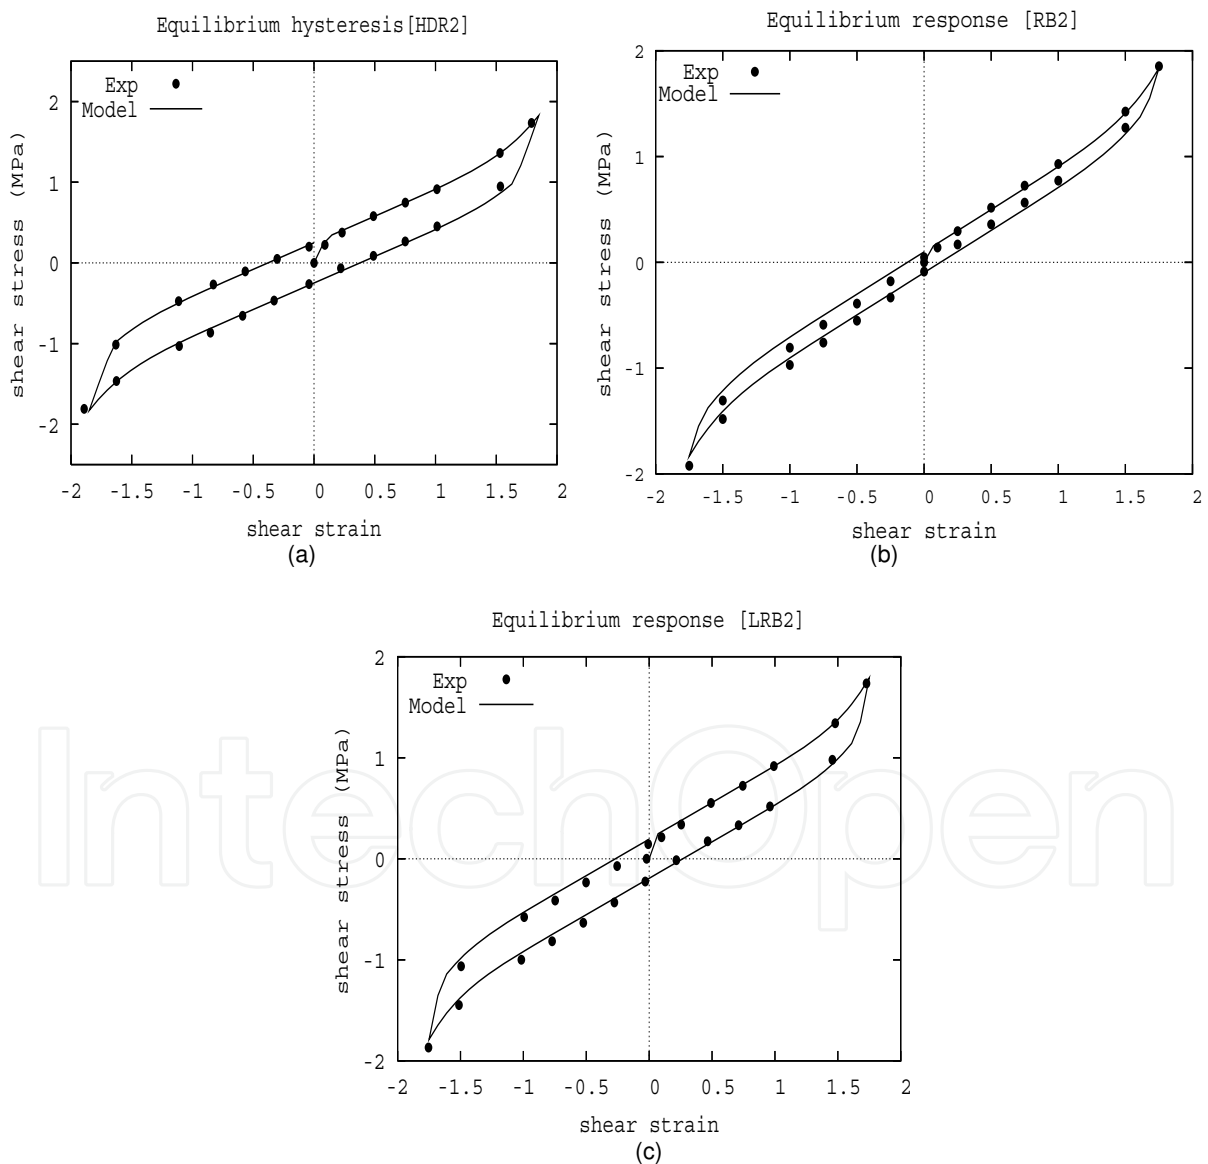 Equilibrium hysteresis[HDR2]
Exp
Model
shear stress (MPa)
2
1
0
-1
-2
-2 -1.5 -1 -0.5 0 0.5 1 1.5 2
shear strain
(a)
Equilibrium response [RB2]
Exp
Model
shear stress (MPa)
2
1
0
-1
-2
-2 -1.5 -1 -0.5 0 0.5 1 1.5 2
shear strain
(b)
Equilibrium response [LRB2]
Exp
Model
shear stress (MPa)
2
1
0
-1
-2
-2 -1.5 -1 -0.5 0 0.5 1 1.5 2
shear strain
(c)
IntechOpen